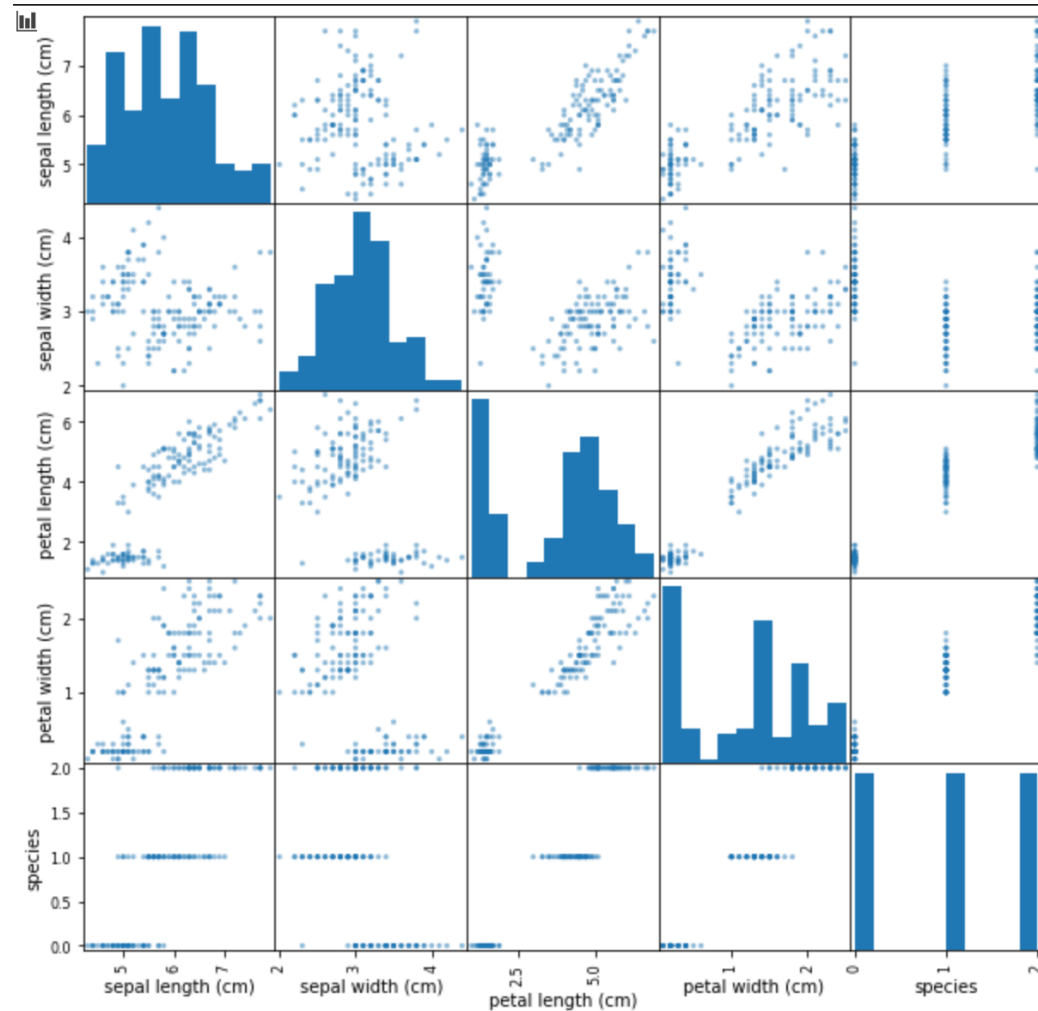 sepal length (cm)
7
6
5
sepal width (cm)
4
3
2
petal length (cm)
6
4
2
petal width (cm)
2
1
species
2.0
1.5
1.0
0.5
0.0
5 6 7 2 3 4 2.5 5.0 1 2 0 1 2
sepal length (cm) sepal width (cm) petal length (cm) petal width (cm) species